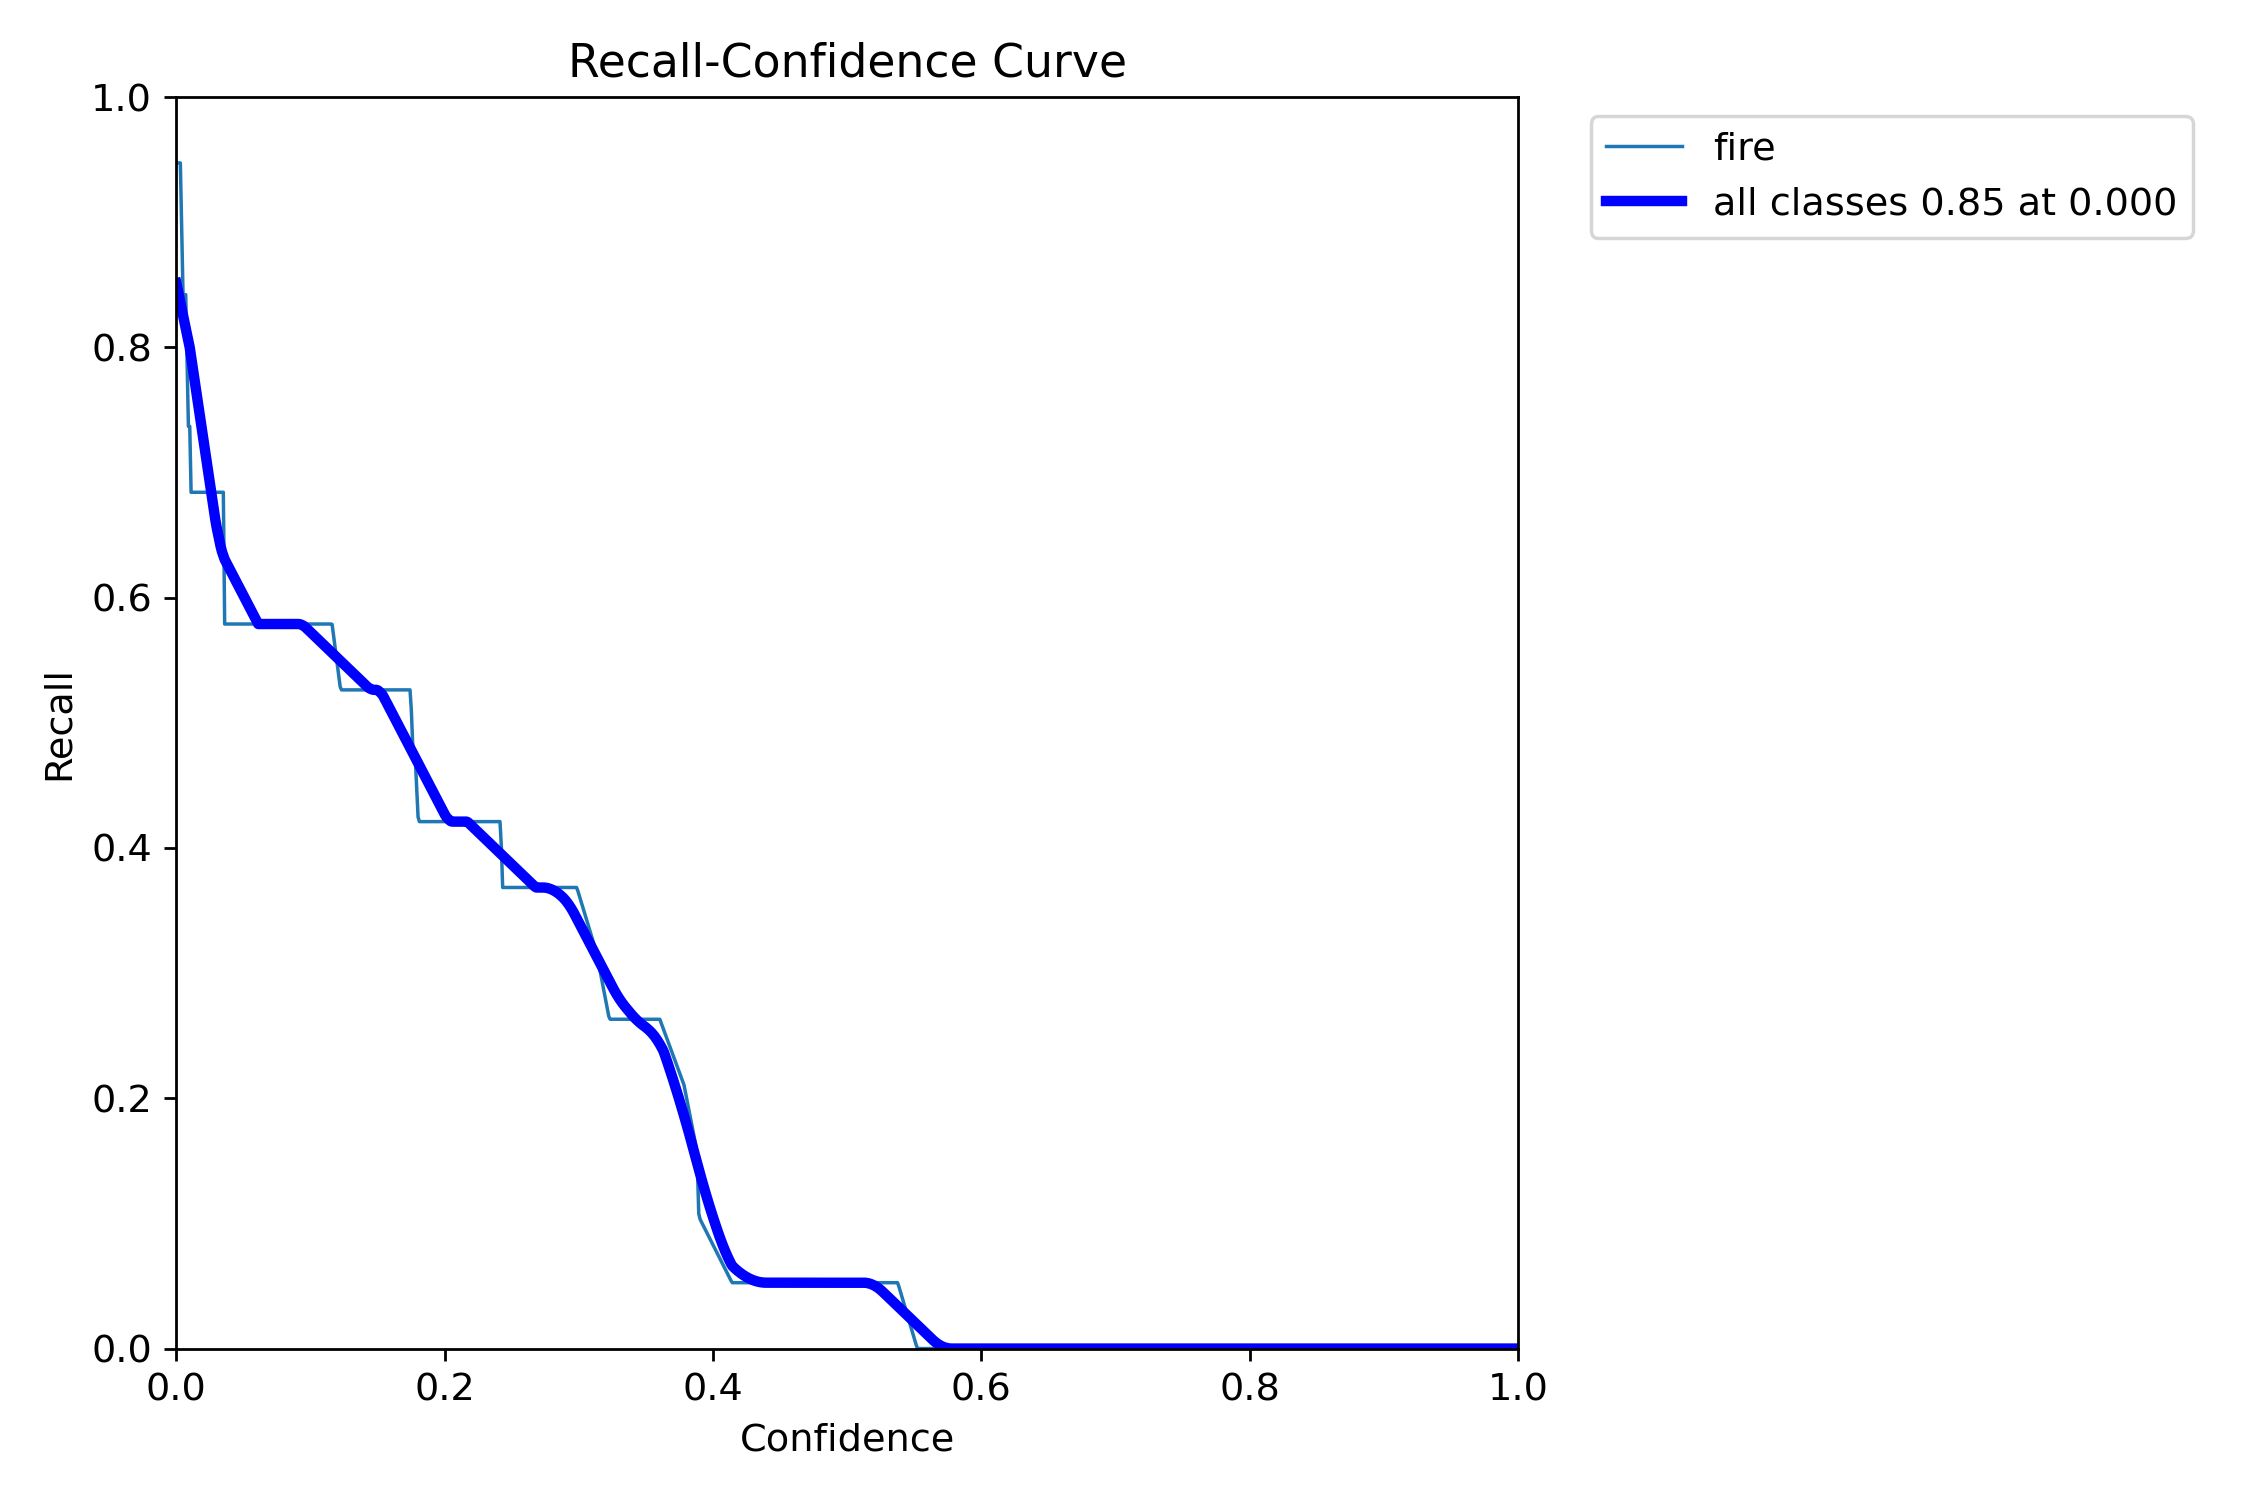 Recall-Confidence Curve
1.0
0.8
0.6
0.4
0.2
0.0
Recall
0.0 0.2 0.4 0.6 0.8 1.0
Confidence
fire
all classes 0.85 at 0.000